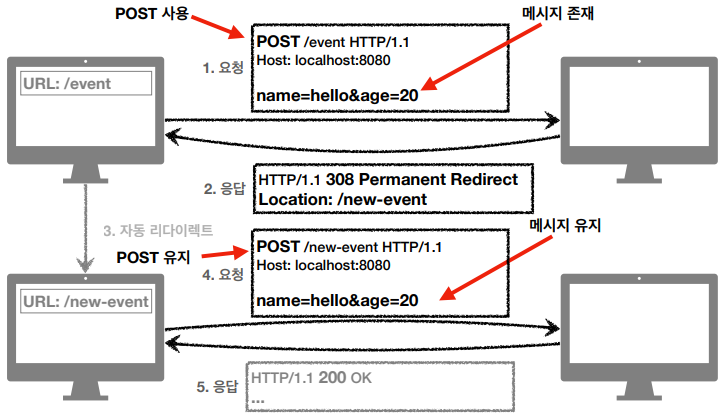 POST 사용
메시지 존재
URL: /event
1. 요청
POST /event HTTP/1.1
Host: localhost:8080
name=hello&age=20
2. 응답
HTTP/1.1 308 Permanent Redirect
Location: /new-event
3. 자동 리다이렉트
POST 유지
메시지 유지
URL: /new-event
4. 요청
POST /new-event HTTP/1.1
Host: localhost:8080
name=hello&age=20
5. 응답
HTTP/1.1 200 OK
...